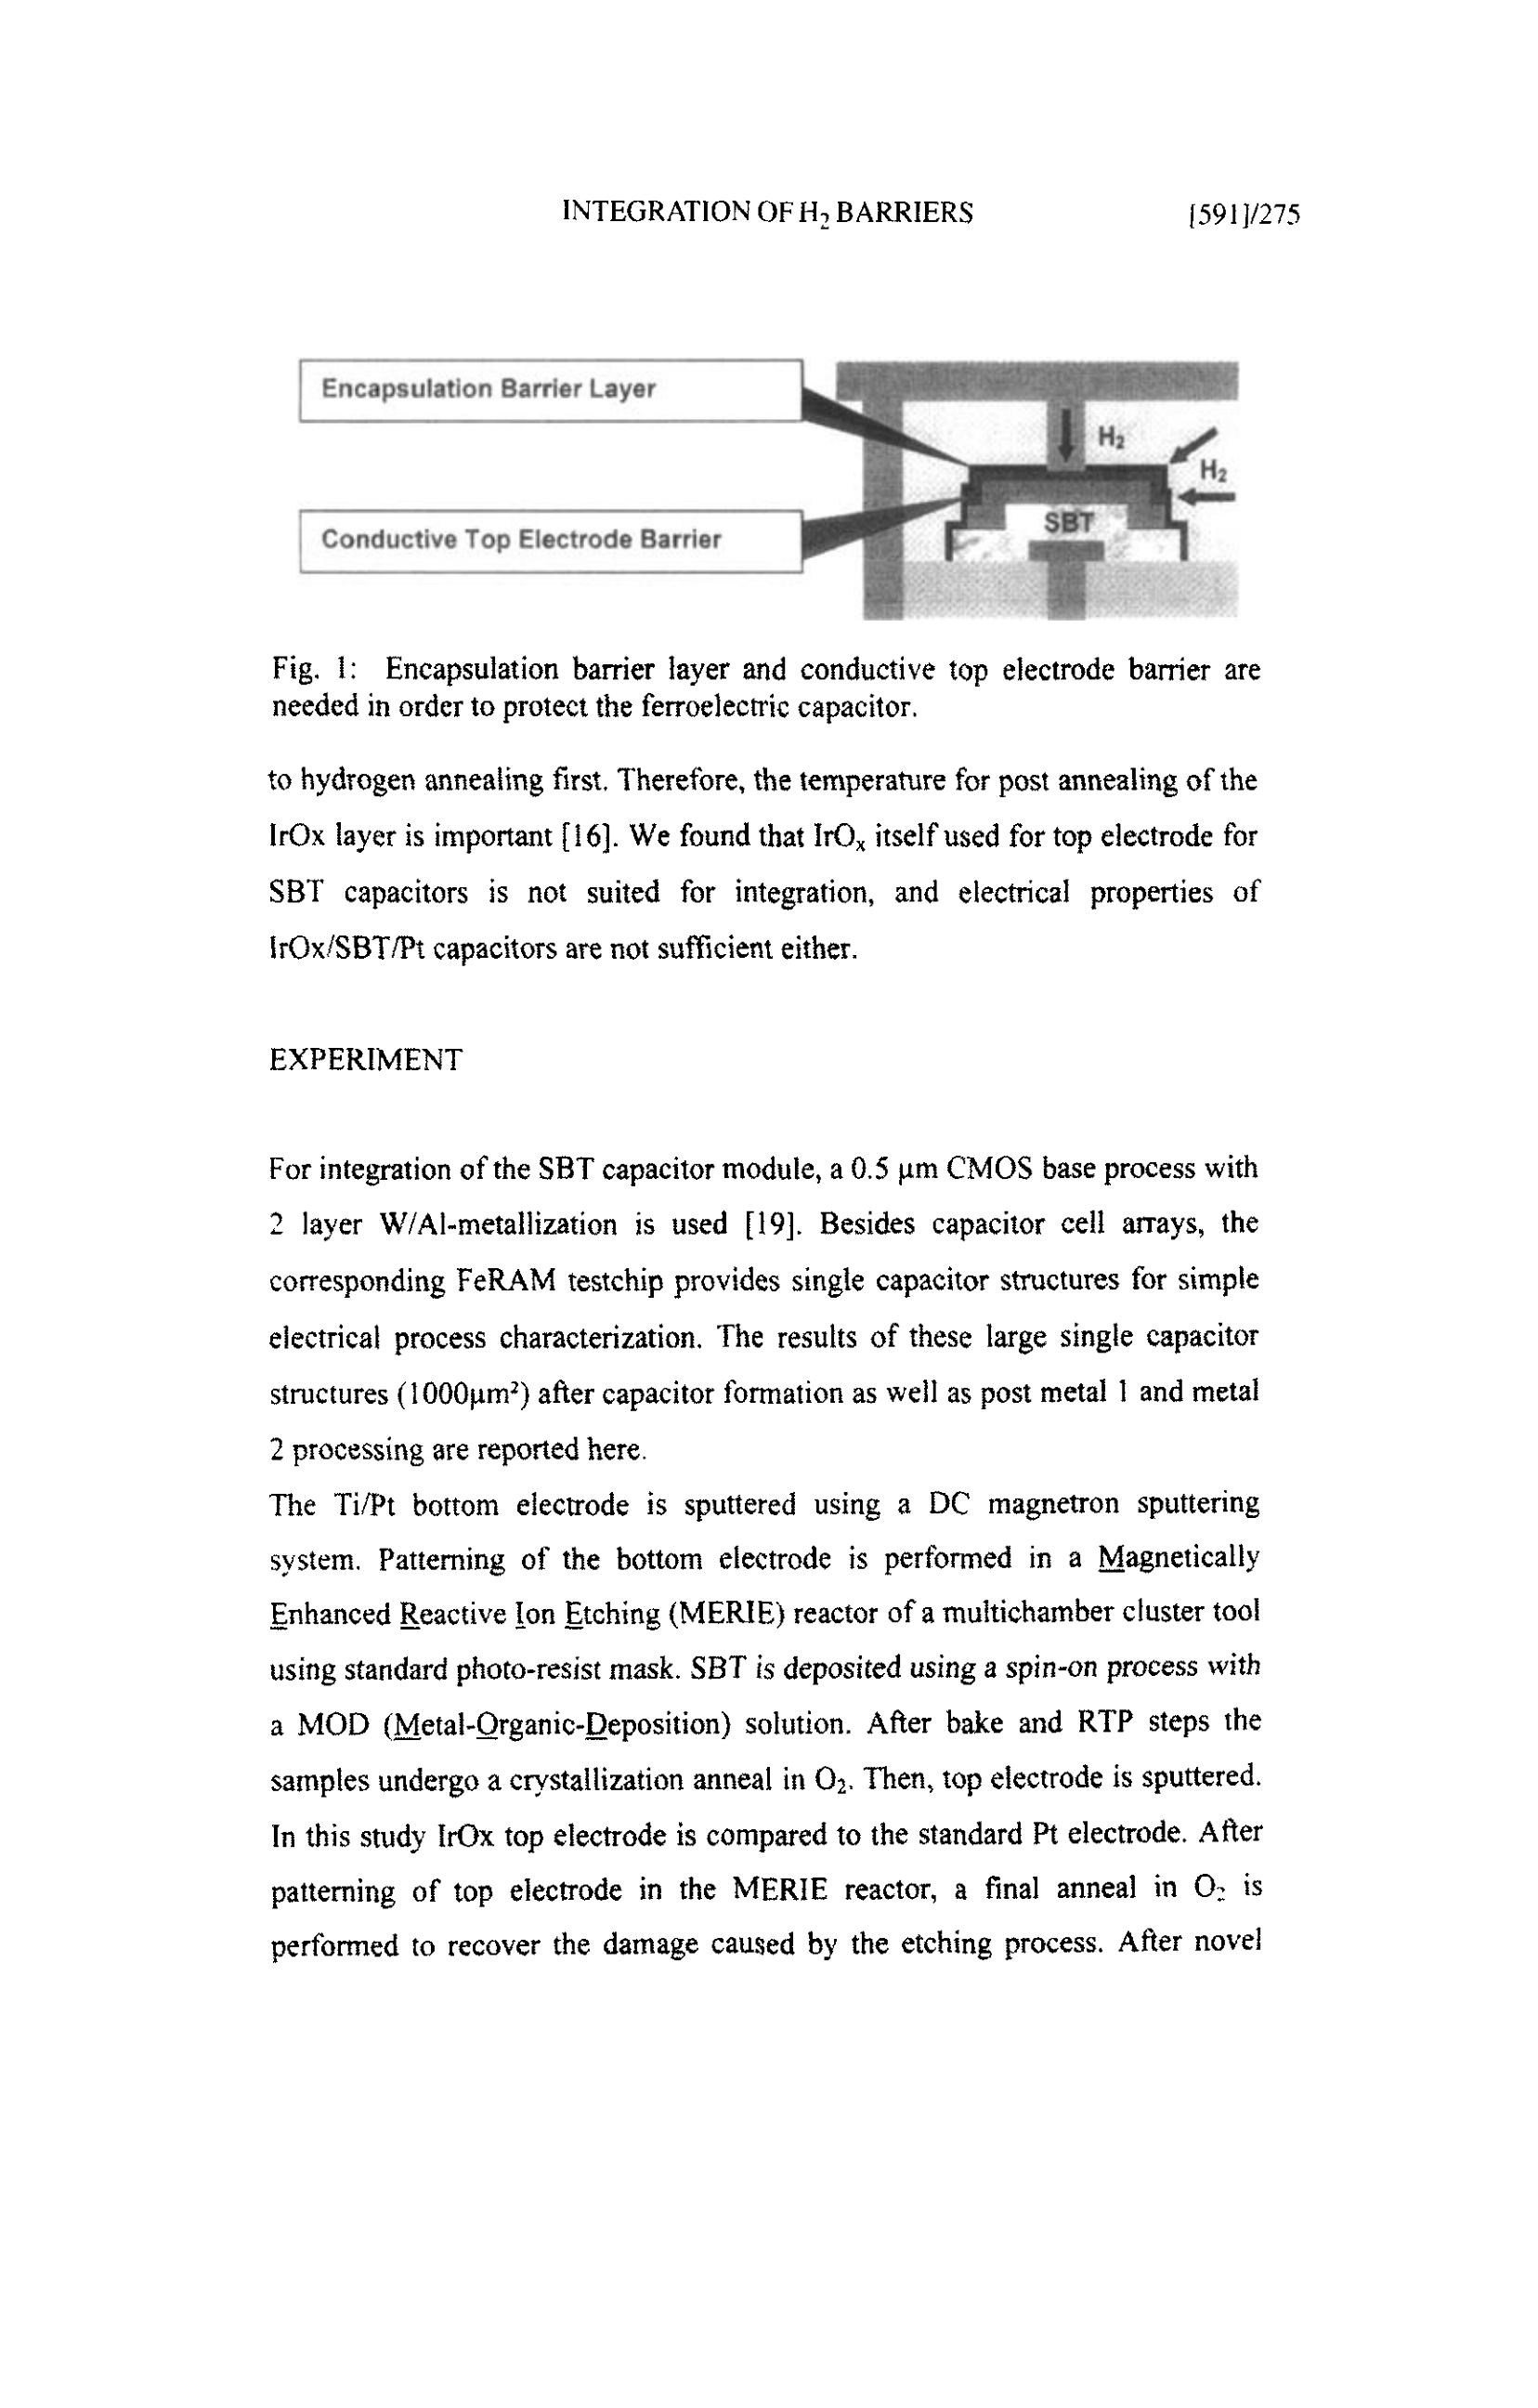 INTEGRATION OF H₂ BARRIERS [591]/275
Encapsulation Barrier Layer
H₂
H₂
SBT
Conductive Top Electrode Barrier
Fig. 1: Encapsulation barrier layer and conductive top electrode barrier are
needed in order to protect the ferroelectric capacitor.
to hydrogen annealing first. Therefore, the temperature for post annealing of the
IrOx layer is important [16]. We found that IrOₓ itself used for top electrode for
SBT capacitors is not suited for integration, and electrical properties of
IrOx/SBT/Pt capacitors are not sufficient either.
EXPERIMENT
For integration of the SBT capacitor module, a 0.5 µm CMOS base process with
2 layer W/Al-metallization is used [19]. Besides capacitor cell arrays, the
corresponding FeRAM testchip provides single capacitor structures for simple
electrical process characterization. The results of these large single capacitor
structures (1000µm²) after capacitor formation as well as post metal 1 and metal
2 processing are reported here.
The Ti/Pt bottom electrode is sputtered using a DC magnetron sputtering
system. Patterning of the bottom electrode is performed in a Magnetically
Enhanced Reactive Ion Etching (MERIE) reactor of a multichamber cluster tool
using standard photo-resist mask. SBT is deposited using a spin-on process with
a MOD (Metal-Organic-Deposition) solution. After bake and RTP steps the
samples undergo a crystallization anneal in O₂. Then, top electrode is sputtered.
In this study IrOx top electrode is compared to the standard Pt electrode. After
patterning of top electrode in the MERIE reactor, a final anneal in O₂ is
performed to recover the damage caused by the etching process. After novel